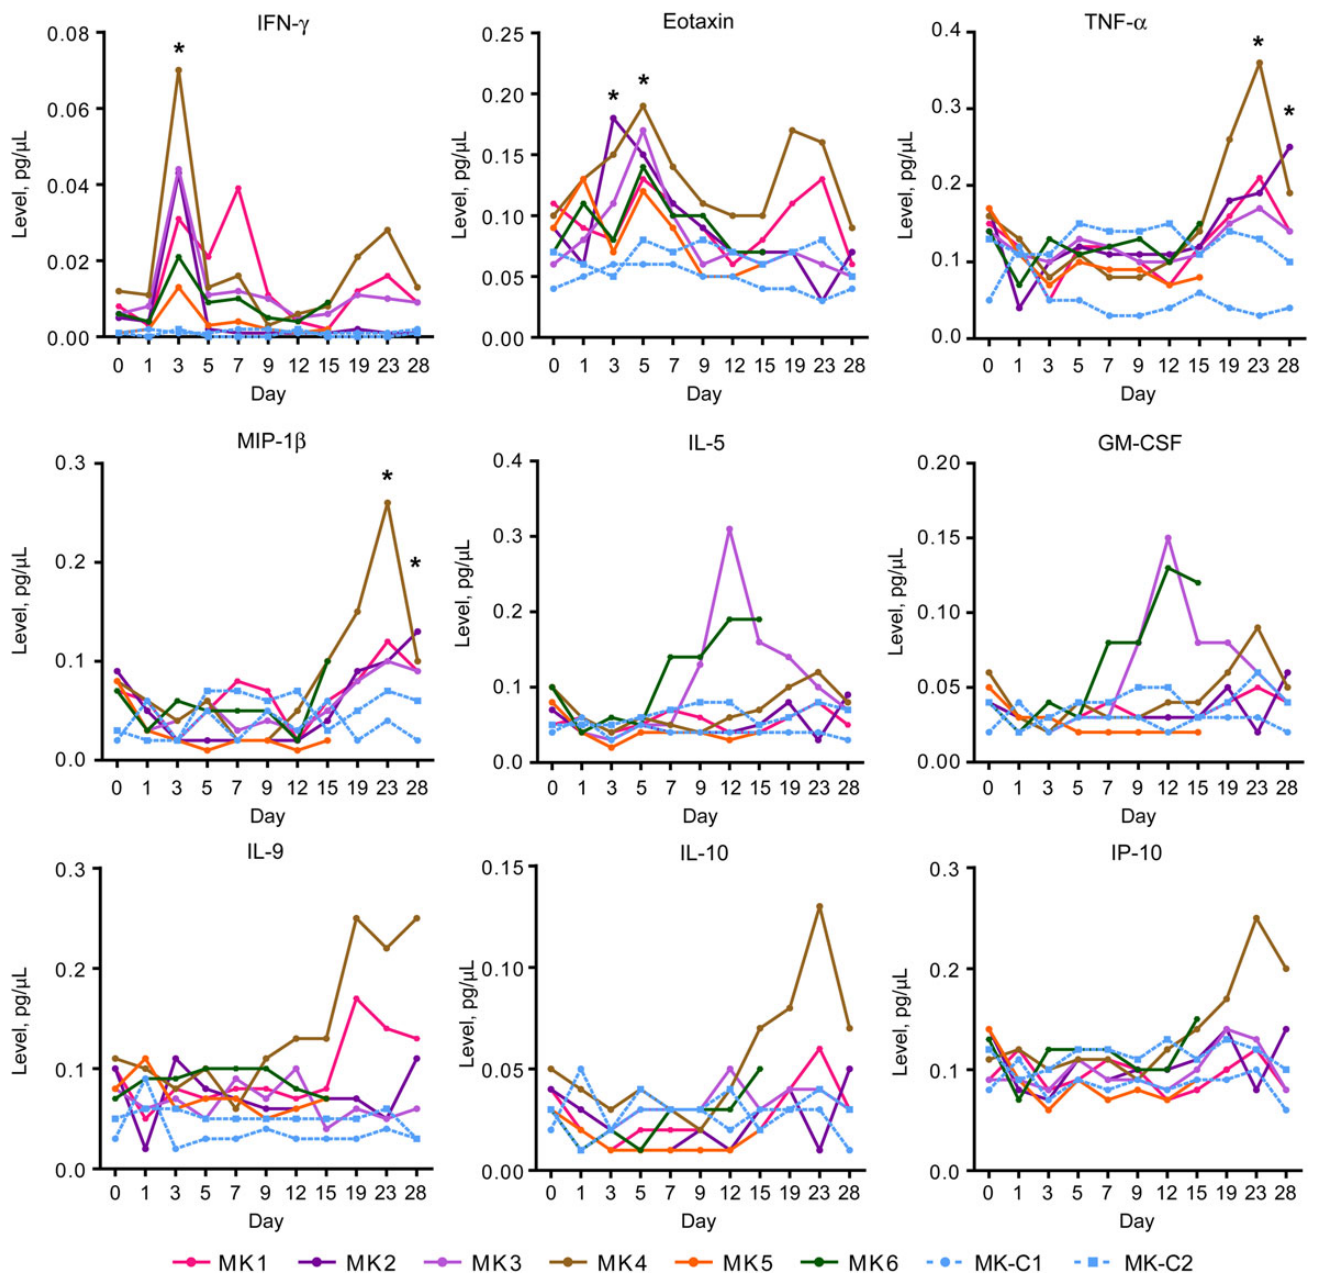 IFN-γ
0.08
0.06
0.04
0.02
0.00
Level, pg/µL
*
0 1 3 5 7 9 12 15 19 23 28
Day
Eotaxin
0.25
0.20
0.15
0.10
0.05
0.00
Level, pg/µL
* *
0 1 3 5 7 9 12 15 19 23 28
Day
TNF-α
0.4
0.3
0.2
0.1
0.0
Level, pg/µL
* *
0 1 3 5 7 9 12 15 19 23 28
Day
MIP-1β
0.3
0.2
0.1
0.0
Level, pg/µL
* *
0 1 3 5 7 9 12 15 19 23 28
Day
IL-5
0.4
0.3
0.2
0.1
0.0
Level, pg/µL
0 1 3 5 7 9 12 15 19 23 28
Day
GM-CSF
0.20
0.15
0.10
0.05
0.00
Level, pg/µL
0 1 3 5 7 9 12 15 19 23 28
Day
IL-9
0.3
0.2
0.1
0.0
Level, pg/µL
0 1 3 5 7 9 12 15 19 23 28
Day
IL-10
0.15
0.10
0.05
0.00
Level, pg/µL
0 1 3 5 7 9 12 15 19 23 28
Day
IP-10
0.3
0.2
0.1
0.0
Level, pg/µL
0 1 3 5 7 9 12 15 19 23 28
Day
MK1 MK2 MK3 MK4 MK5 MK6 MK-C1 MK-C2